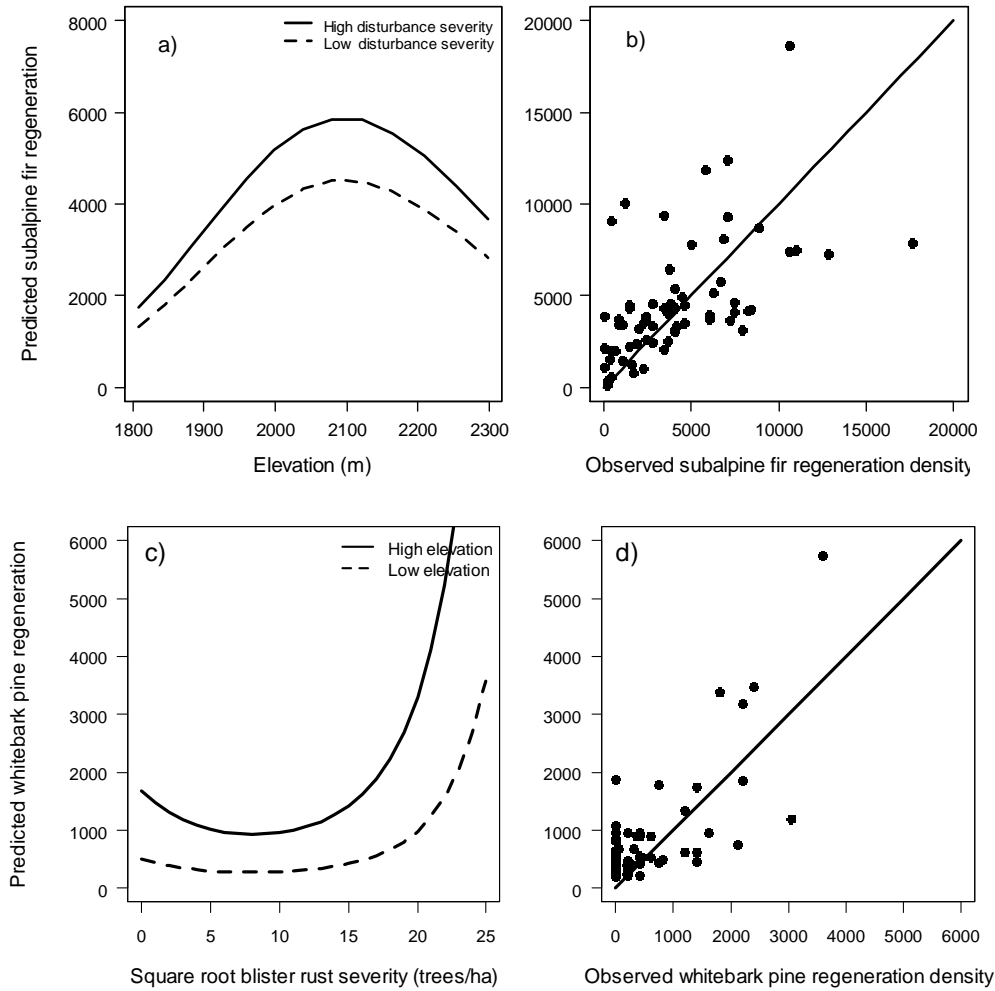 a)
High disturbance severity
Low disturbance severity
Predicted subalpine fir regeneration
8000
6000
4000
2000
0
1800 1900 2000 2100 2200 2300
Elevation (m)
b)
20000
15000
10000
5000
0
0 5000 10000 15000 20000
Observed subalpine fir regeneration density
c)
High elevation
Low elevation
Predicted whitebark pine regeneration
6000
5000
4000
3000
2000
1000
0
0 5 10 15 20 25
Square root blister rust severity (trees/ha)
d)
6000
5000
4000
3000
2000
1000
0
0 1000 2000 3000 4000 5000 6000
Observed whitebark pine regeneration density